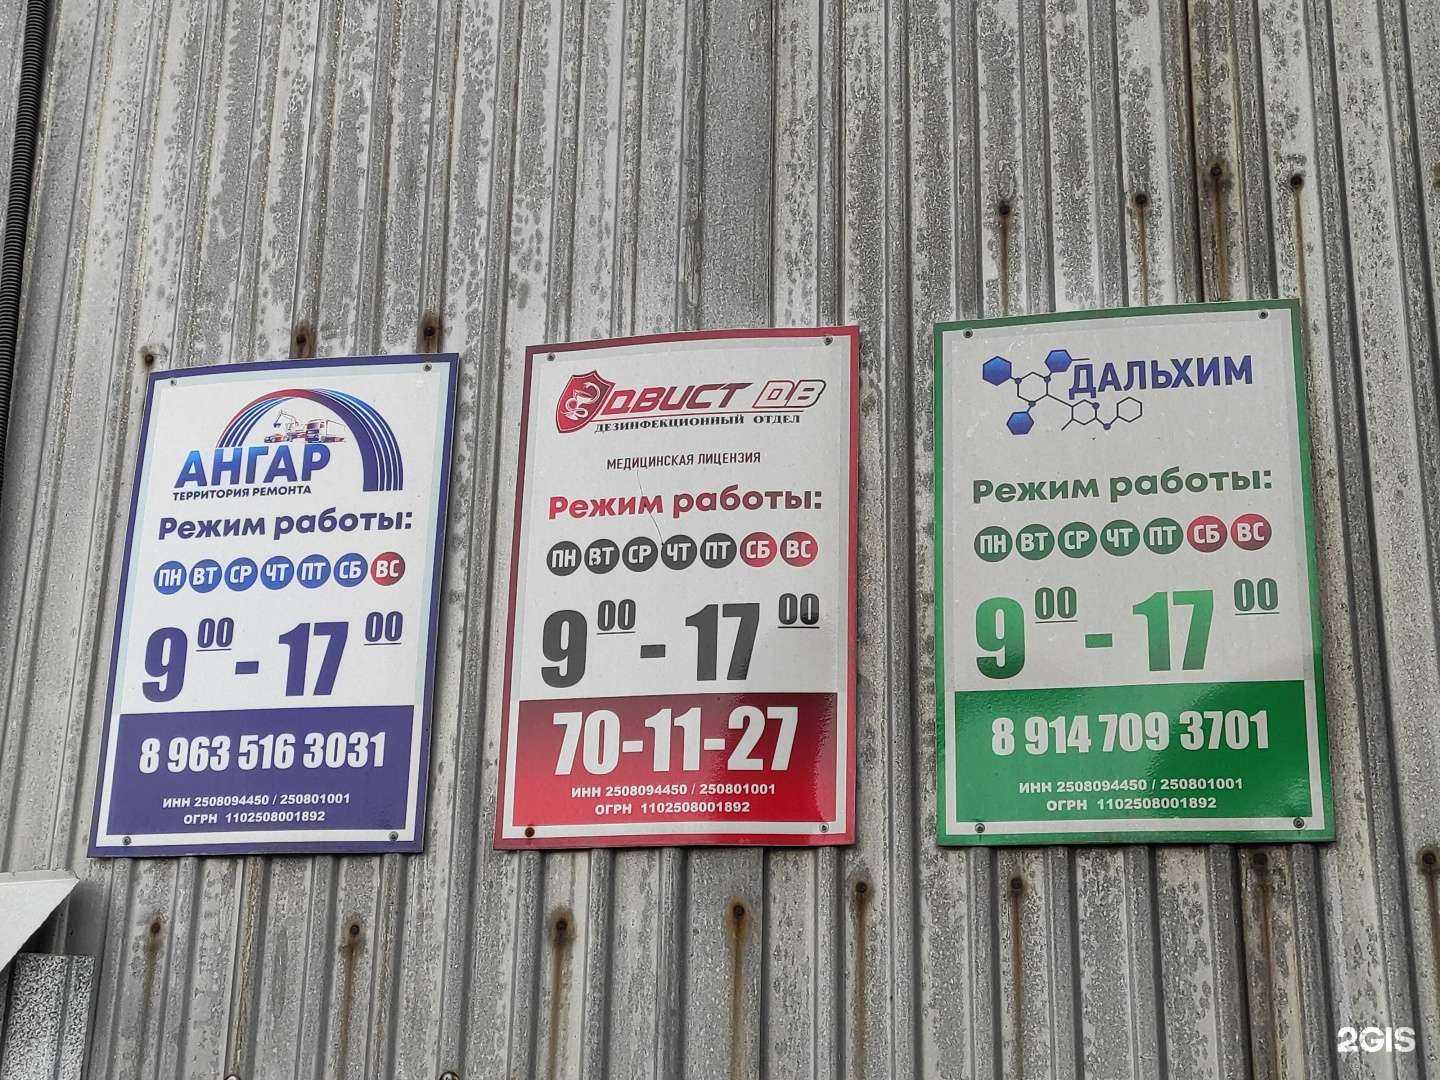 АНГАР
ТЕРРИТОРИЯ РЕМОНТА
Режим работы:
ПН ВТ СР ЧТ ПТ СБ ВС
9 00 - 17 00
8 963 516 3031
ИНН 2508094450 / 250801001
ОГРН 1102508001892
ДВИСТ ДВ
ДЕЗИНФЕКЦИОННЫЙ ОТДЕЛ
МЕДИЦИНСКАЯ ЛИЦЕНЗИЯ
Режим работы:
ПН ВТ СР ЧТ ПТ СБ ВС
9 00 - 17 00
70-11-27
ИНН 2508094450 / 250801001
ОГРН 1102508001892
ДАЛЬХИМ
Режим работы:
ПН ВТ СР ЧТ ПТ СБ ВС
9 00 - 17 00
8 914 709 3701
ИНН 2508094450 / 250801001
ОГРН 1102508001892
2GIS